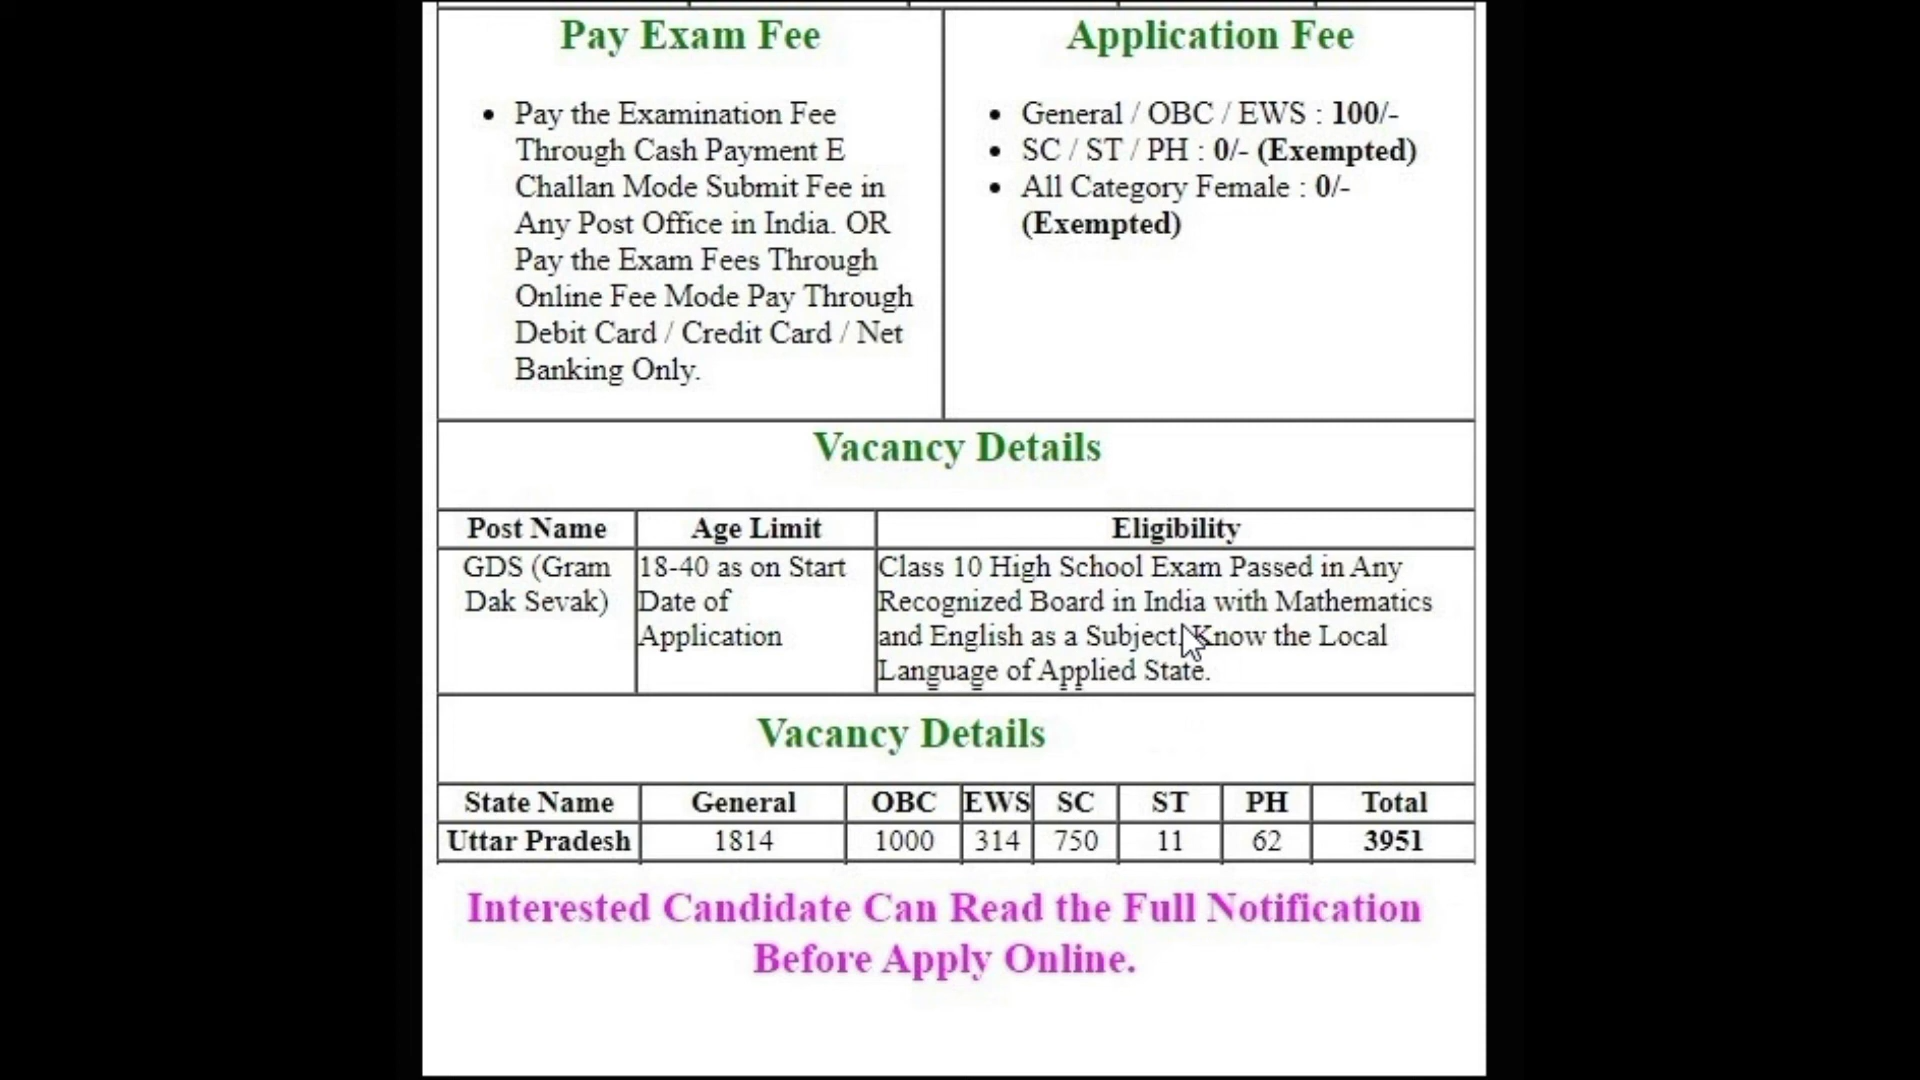 Pay Exam Fee
Pay the Examination Fee
Through Cash Payment E
Challan Mode Submit Fee in
Any Post Office in India. OR
Pay the Exam Fees Through
Online Fee Mode Pay Through
Debit Card / Credit Card / Net
Banking Only.
Application Fee
General / OBC / EWS : 100/-
SC / ST / PH : 0/- (Exempted)
All Category Female : 0/-
(Exempted)
Vacancy Details
Post Name Age Limit Eligibility
GDS (Gram
Dak Sevak)
18-40 as on Start
Date of
Application
Class 10 High School Exam Passed in Any
Recognized Board in India with Mathematics
and English as a Subject. Know the Local
Language of Applied State.
Vacancy Details
State Name General OBC EWS SC ST PH Total
Uttar Pradesh 1814 1000 314 750 11 62 3951
Interested Candidate Can Read the Full Notification
Before Apply Online.